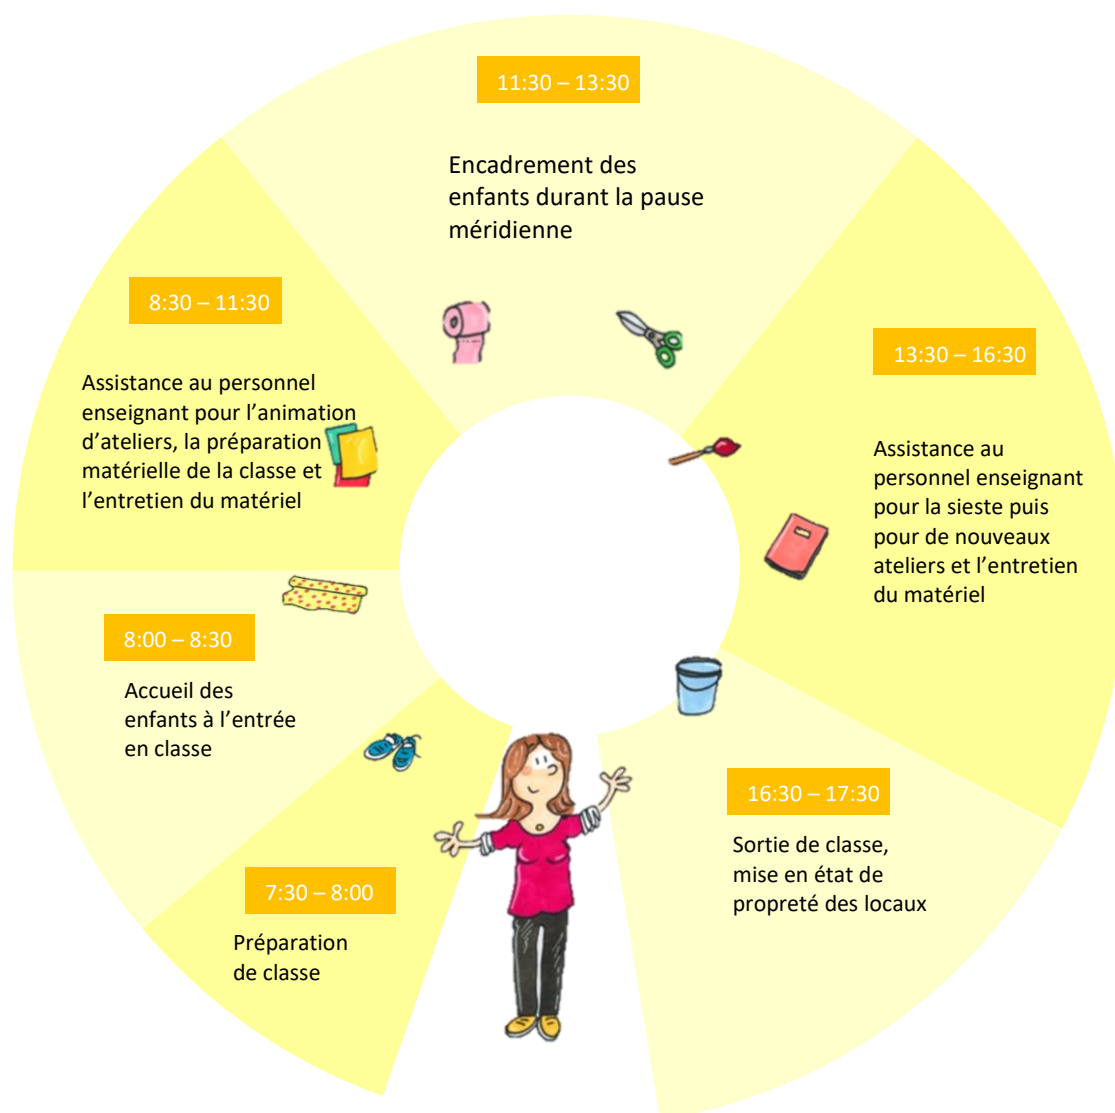 11:30 – 13:30
Encadrement des
enfants durant la pause
méridienne
8:30 – 11:30
Assistance au personnel
enseignant pour l’animation
d’ateliers, la préparation
matérielle de la classe et
l’entretien du matériel
13:30 – 16:30
Assistance au
personnel enseignant
pour la sieste puis
pour de nouveaux
ateliers et l’entretien
du matériel
8:00 – 8:30
Accueil des
enfants à l’entrée
en classe
16:30 – 17:30
Sortie de classe,
mise en état de
propreté des locaux
7:30 – 8:00
Préparation
de classe